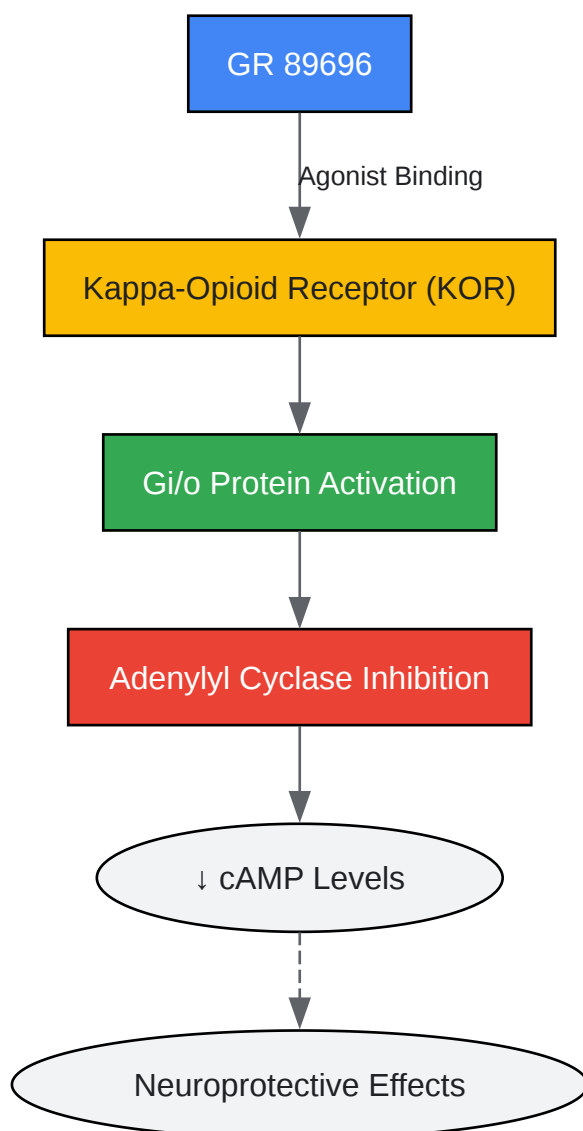 GR 89696
Agonist Binding
Kappa-Opioid Receptor (KOR)
Gi/o Protein Activation
Adenylyl Cyclase Inhibition
↓ cAMP Levels
Neuroprotective Effects